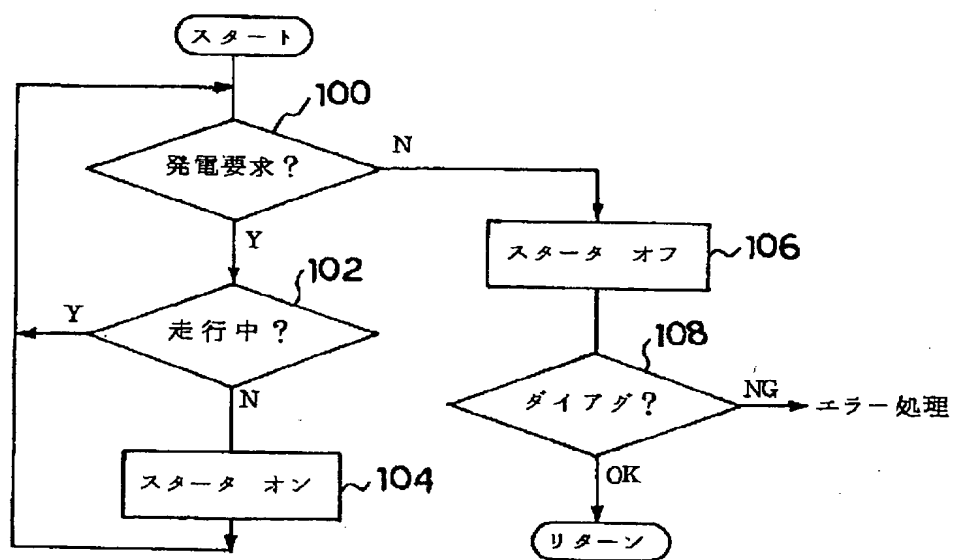 スタート
100
発電要求?
N
Y
102
走行中?
Y
N
104
スタータ オン
スタータ オフ
106
108
ダイアグ?
NG
エラー処理
OK
リターン